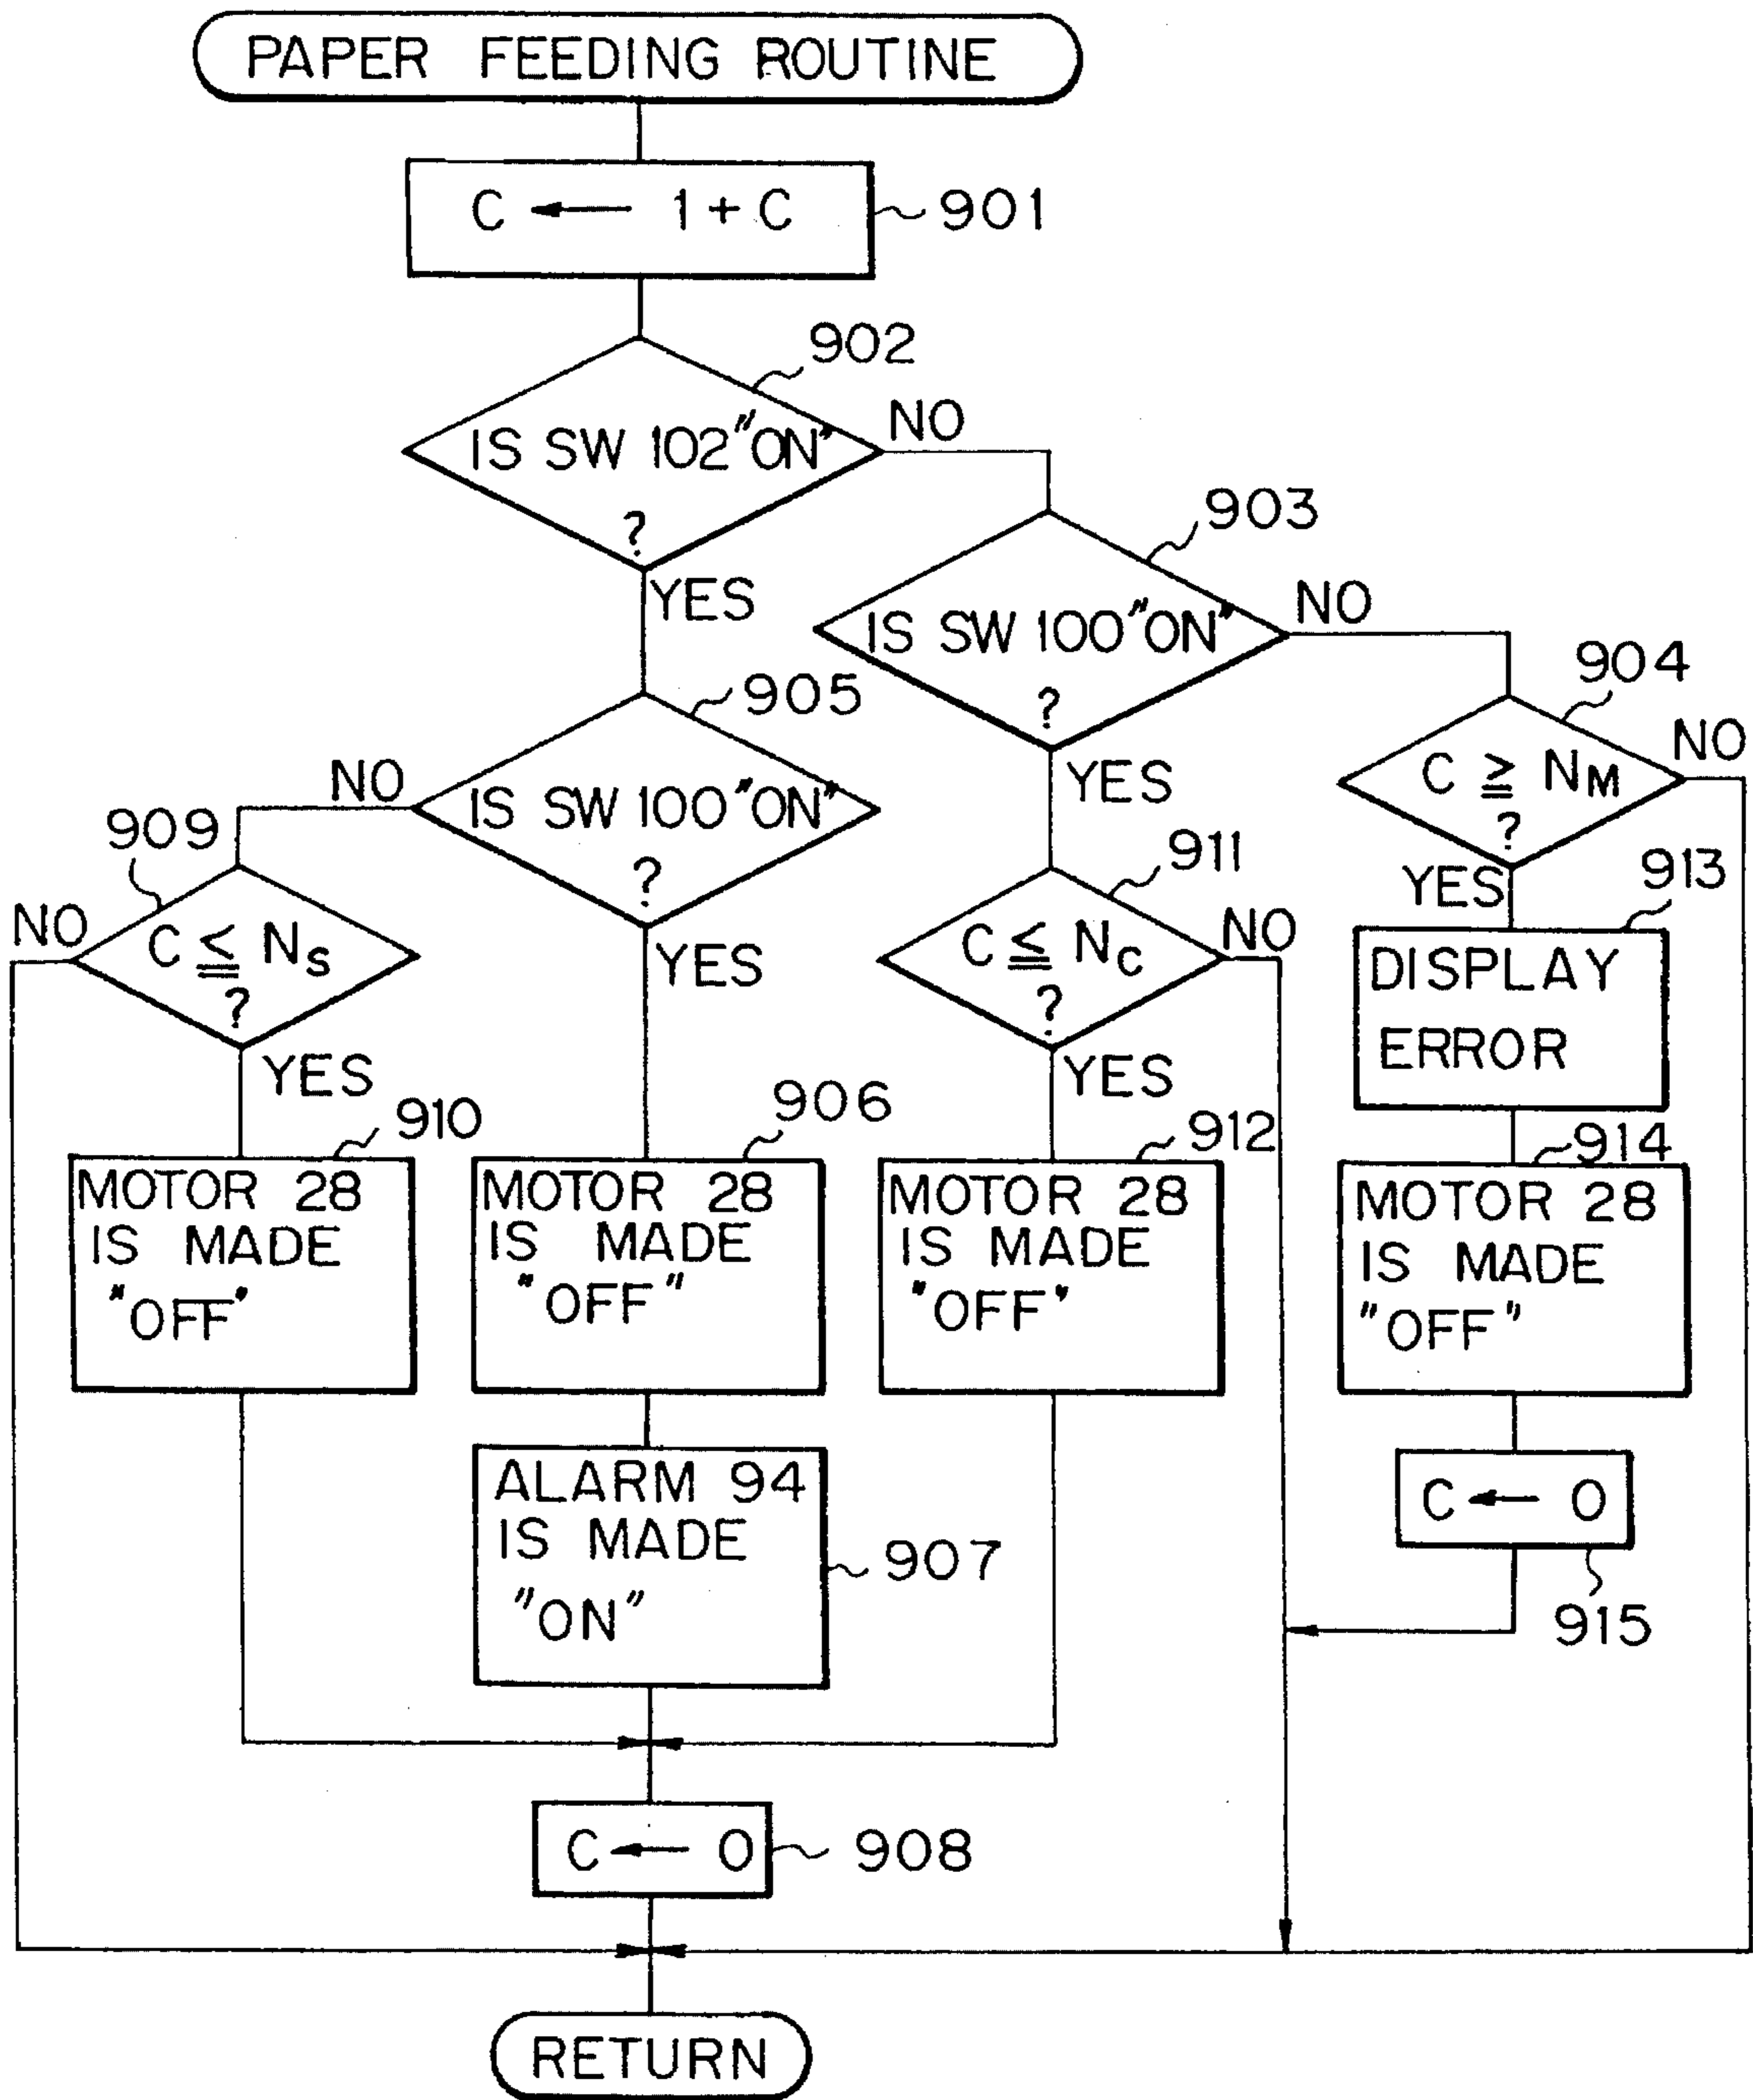 PAPER FEEDING ROUTINE
C ← 1 + C
901
902
IS SW 102 "ON"
?
NO
YES
903
IS SW 100 "ON"
?
NO
YES
904
C ≧ NM
?
NO
YES
905
IS SW 100 "ON"
?
NO
YES
909
C ≦ NS
?
NO
YES
911
C ≦ NC
?
NO
YES
913
DISPLAY
ERROR
910
MOTOR 28
IS MADE
"OFF"
906
MOTOR 28
IS MADE
"OFF"
912
MOTOR 28
IS MADE
"OFF"
914
MOTOR 28
IS MADE
"OFF"
ALARM 94
IS MADE
"ON"
907
C ← 0
915
C ← 0
908
RETURN